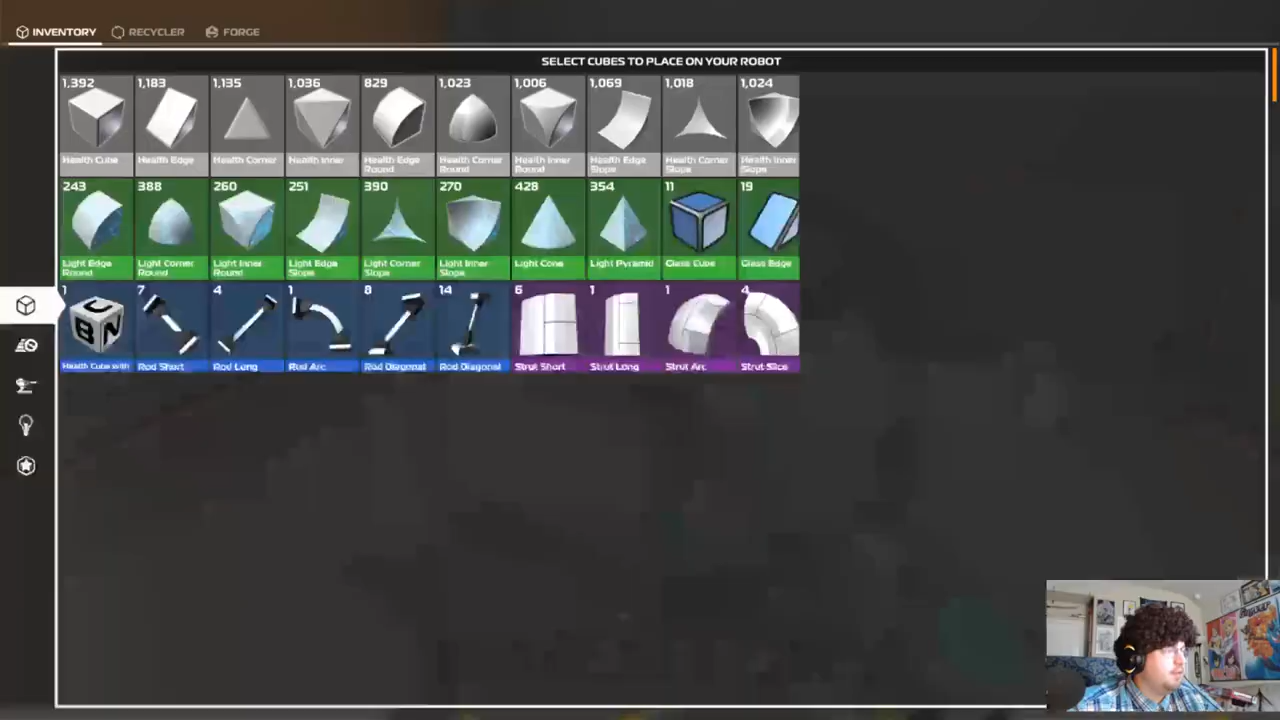 INVENTORY RECYCLER FORGE
SELECT CUBES TO PLACE ON YOUR ROBOT
1,392 1,183 1,135 1,036 829 1,023 1,006 1,069 1,018 1,024
Health Cube Health Edge Health Corner Health Inner Health Edge Round Health Corner Round Health Inner Round Health Edge Slope Health Corner Slope Health Inner Slope
243 388 260 251 390 270 428 354 11 19
Light Edge Round Light Corner Round Light Inner Round Light Edge Slope Light Corner Slope Light Inner Slope Light Cone Light Pyramid Glass Cube Glass Edge
1 7 4 1 8 14 6 1 1 4
C B N
Health Cube with Rod Short Rod Long Rod Arc Rod Diagonal Rod Diagonal Strut Short Strut Long Strut Arc Strut Slice